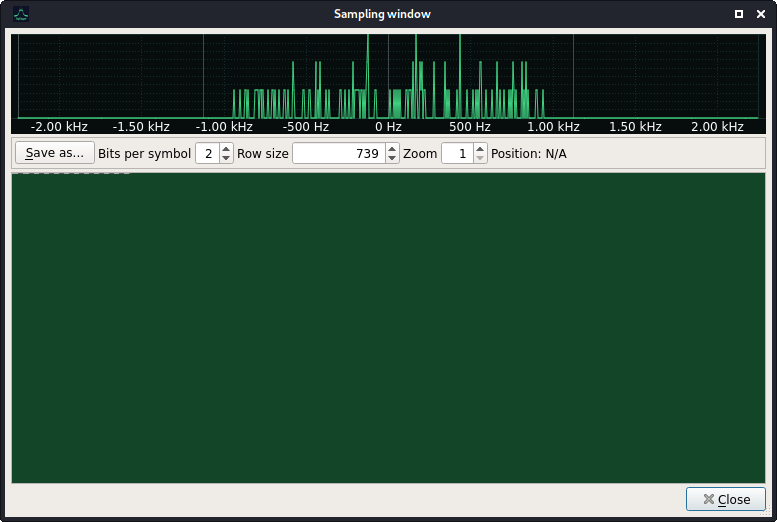 Sampling window
-2.00 kHz -1.50 kHz -1.00 kHz -500 Hz 0 Hz 500 Hz 1.00 kHz 1.50 kHz 2.00 kHz
Save as... Bits per symbol 2 Row size 739 Zoom 1 Position: N/A
Close